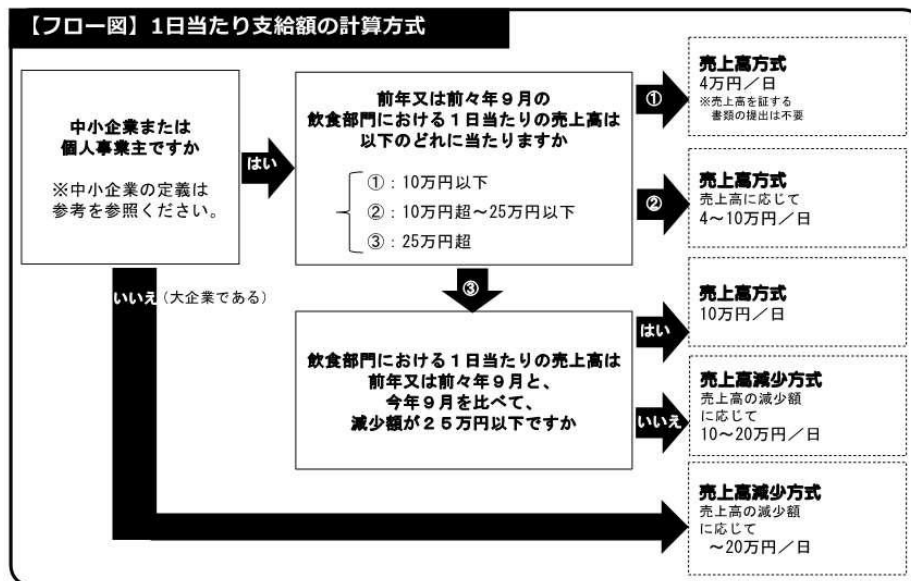 【フロー図】1日当たり支給額の計算方式
中小企業または
個人事業主ですか
※中小企業の定義は
参考を参照ください。
はい
前年又は前々年９月の
飲食部門における１日当たりの売上高は
以下のどれに当たりますか
①：10万円以下
②：10万円超～25万円以下
③：25万円超
①
売上高方式
4万円／日
※売上高を証する
書類の提出は不要
②
売上高方式
売上高に応じて
4～10万円／日
③
いいえ（大企業である）
飲食部門における１日当たりの売上高は
前年又は前々年９月と、
今年９月を比べて、
減少額が２５万円以下ですか
はい
売上高方式
10万円／日
いいえ
売上高減少方式
売上高の減少額
に応じて
10～20万円／日
売上高減少方式
売上高の減少額
に応じて
～20万円／日